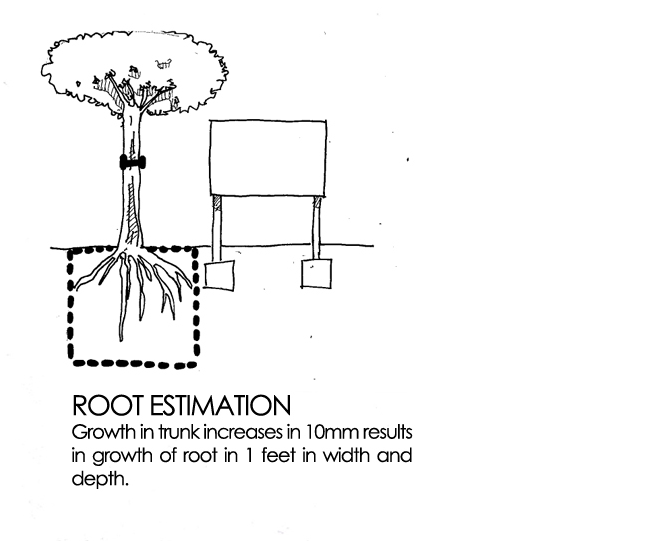 ROOT ESTIMATION
Growth in trunk increases in 10mm results
in growth of root in 1 feet in width and
depth.